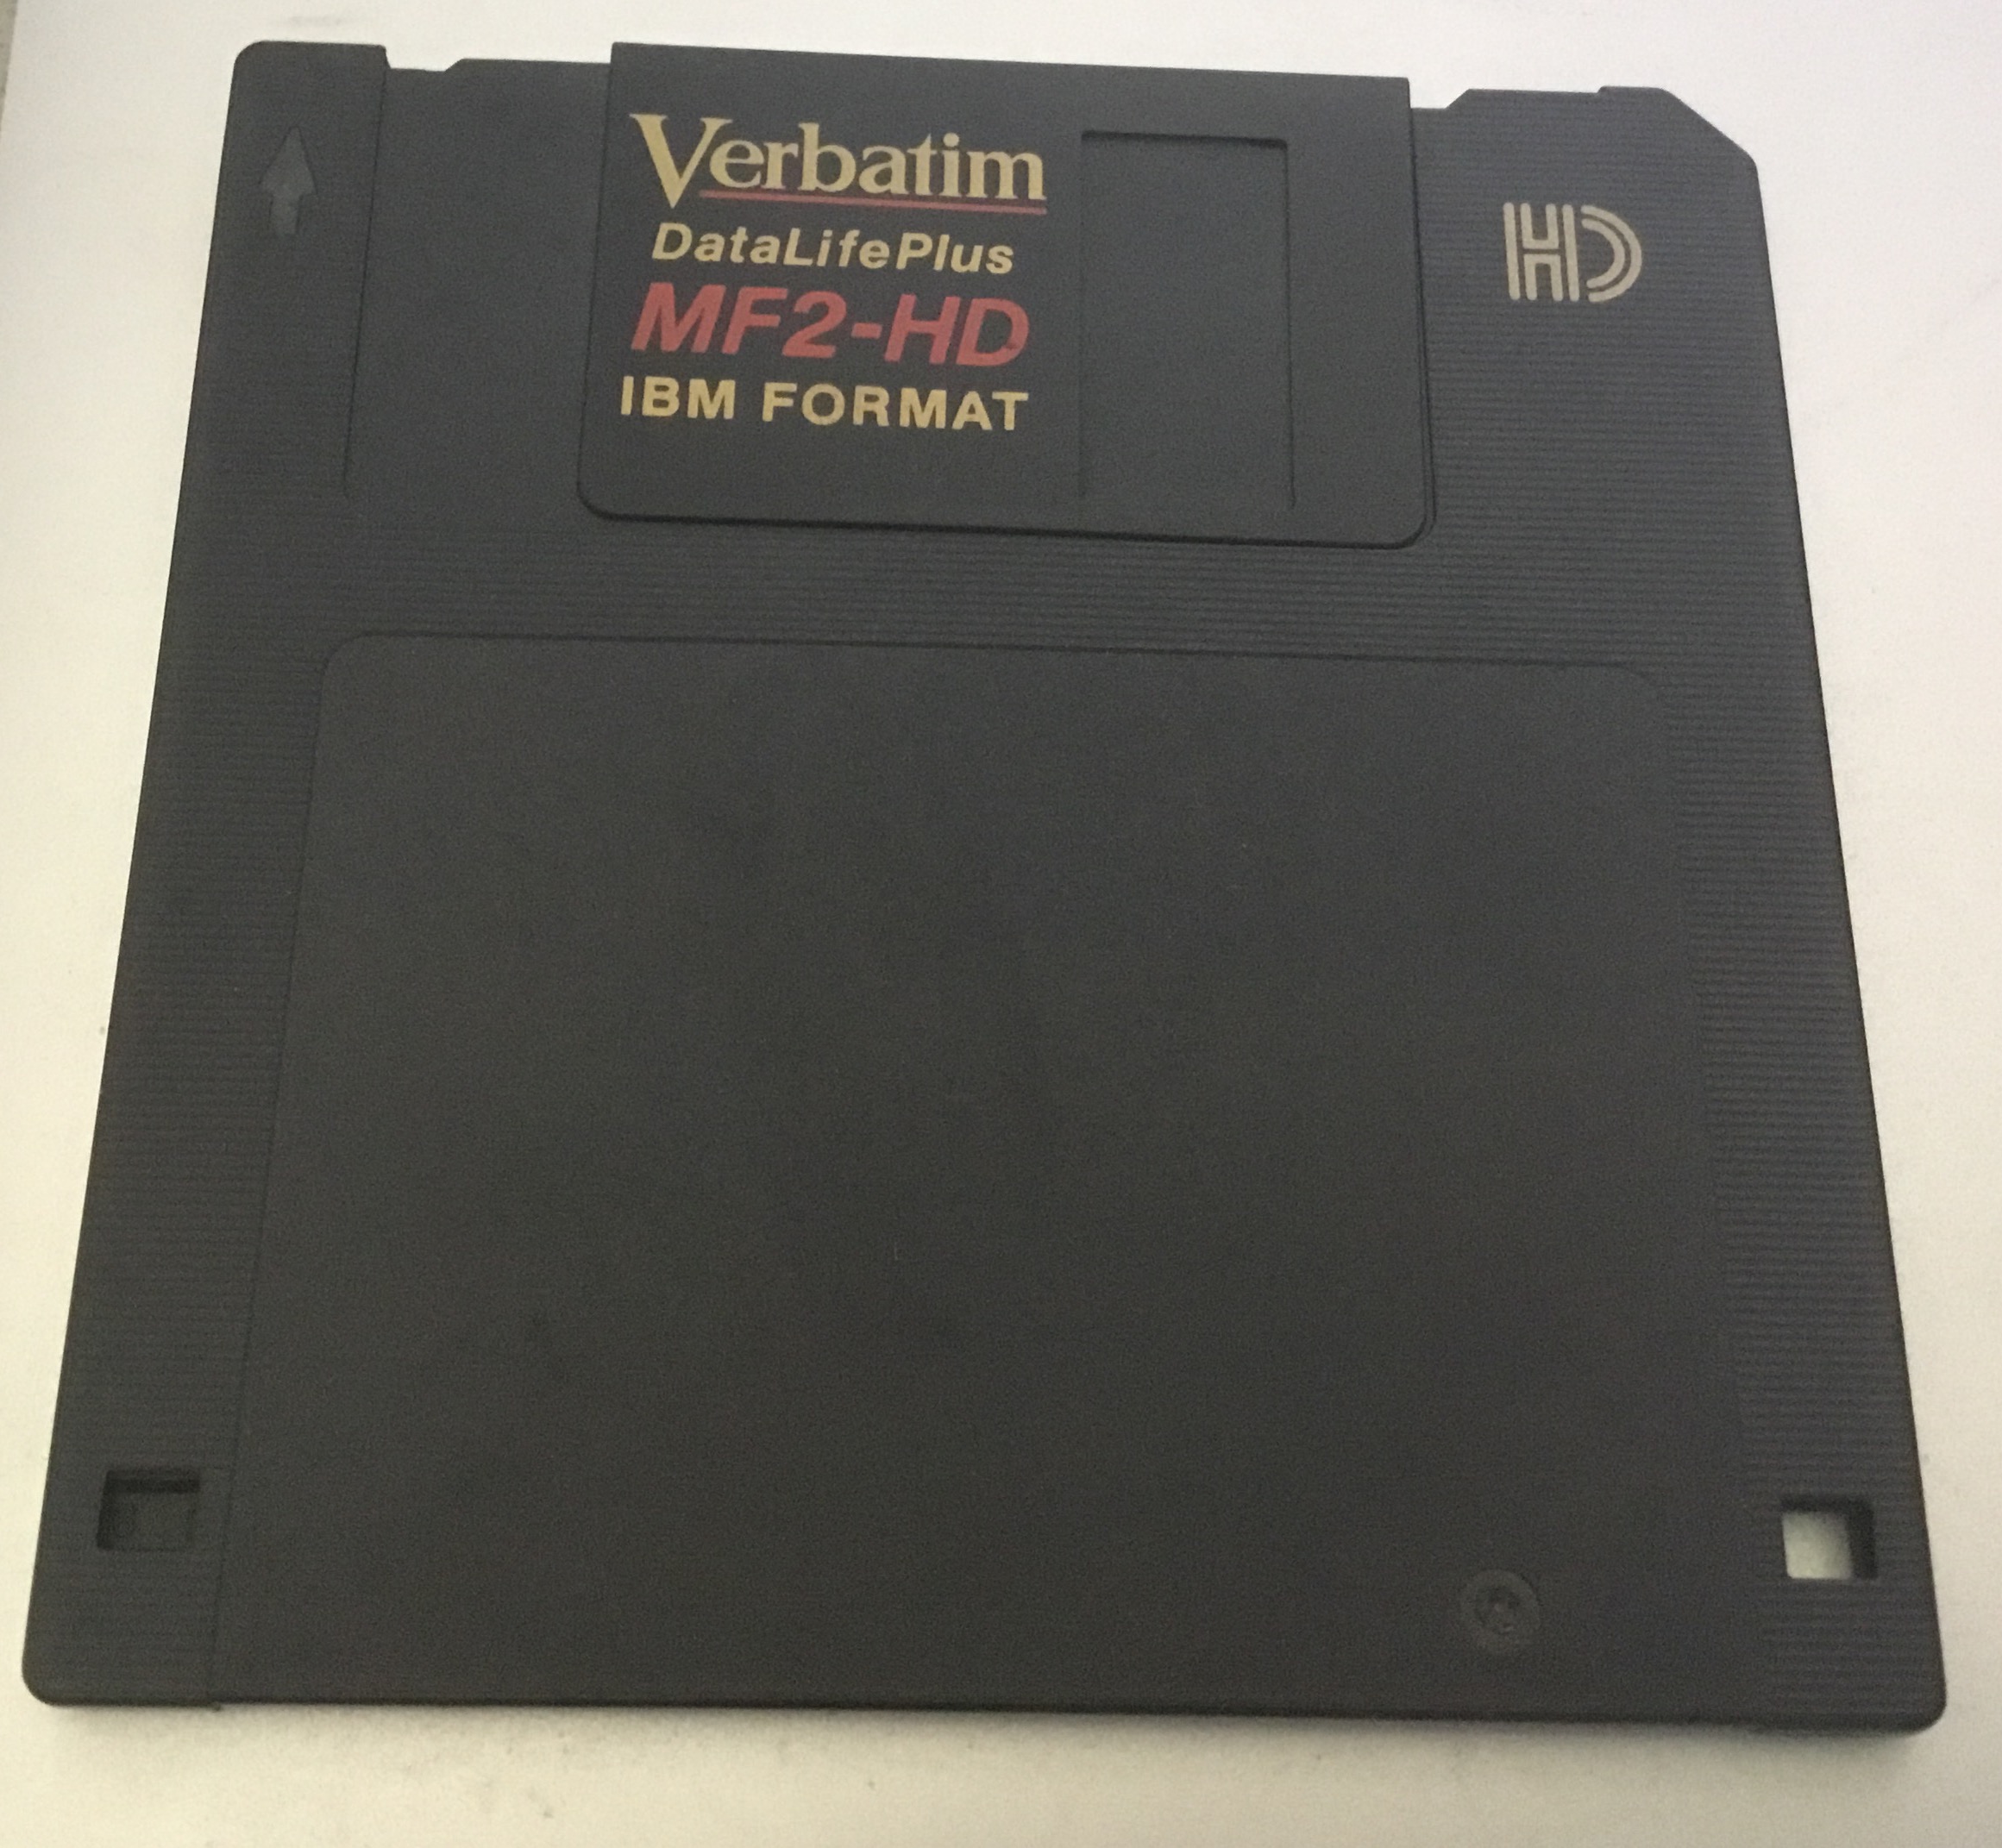 Verbatim
DataLifePlus
MF2-HD
IBM FORMAT
HD